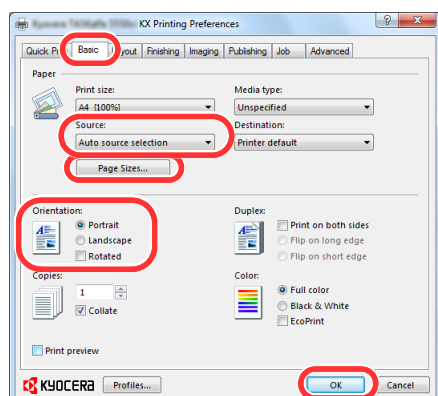 KX Printing Preferences
Quick Pr Basic yout Finishing Imaging Publishing Job Advanced
Paper
Print size: Media type:
A4 [100%] Unspecified
Source: Destination:
Auto source selection Printer default
Page Sizes...
Orientation: Duplex:
Portrait Print on both sides
Landscape Flip on long edge
Rotated Flip on short edge
Copies: Color:
1 Full color
Collate Black & White
EcoPrint
Print preview
KYOCERA Profiles... OK Cancel